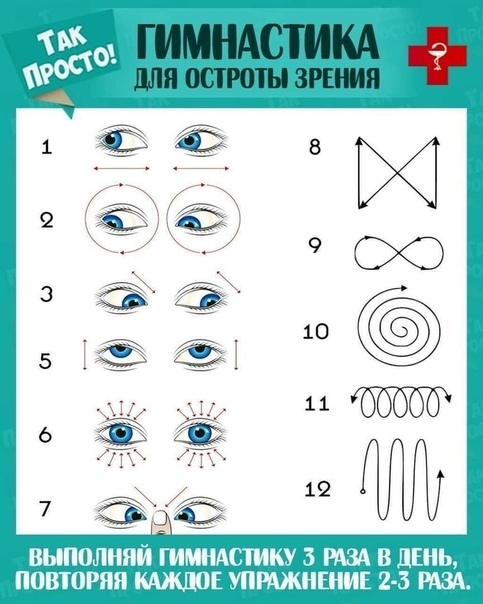 Так
Просто!
ГИМНАСТИКА
ДЛЯ ОСТРОТЫ ЗРЕНИЯ
1
2
3
5
6
7
8
9
10
11
12
ВЫПОЛНЯЙ ГИМНАСТИКУ 3 РАЗА В ДЕНЬ,
ПОВТОРЯЯ КАЖДОЕ УПРАЖНЕНИЕ 2-3 РАЗА.